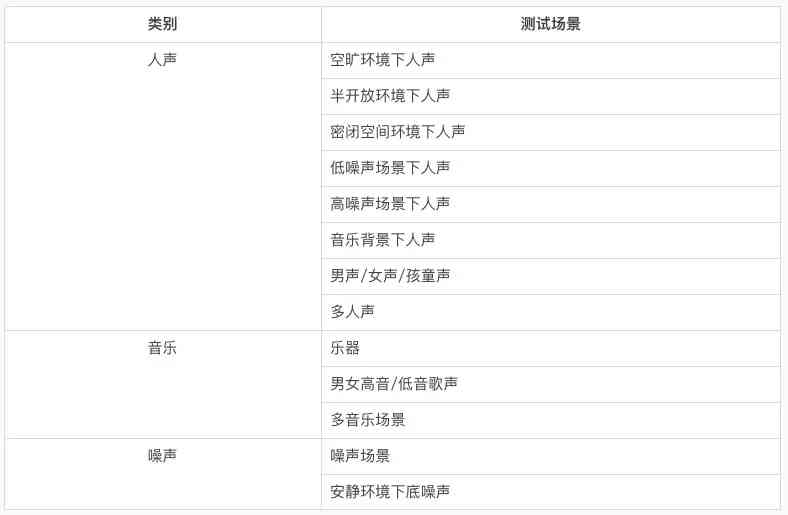 类别 测试场景
人声 空旷环境下人声
半开放环境下人声
密闭空间环境下人声
低噪声场景下人声
高噪声场景下人声
音乐背景下人声
男声/女声/孩童声
多人声
音乐 乐器
男女高音/低音歌声
多音乐场景
噪声 噪声场景
安静环境下底噪声